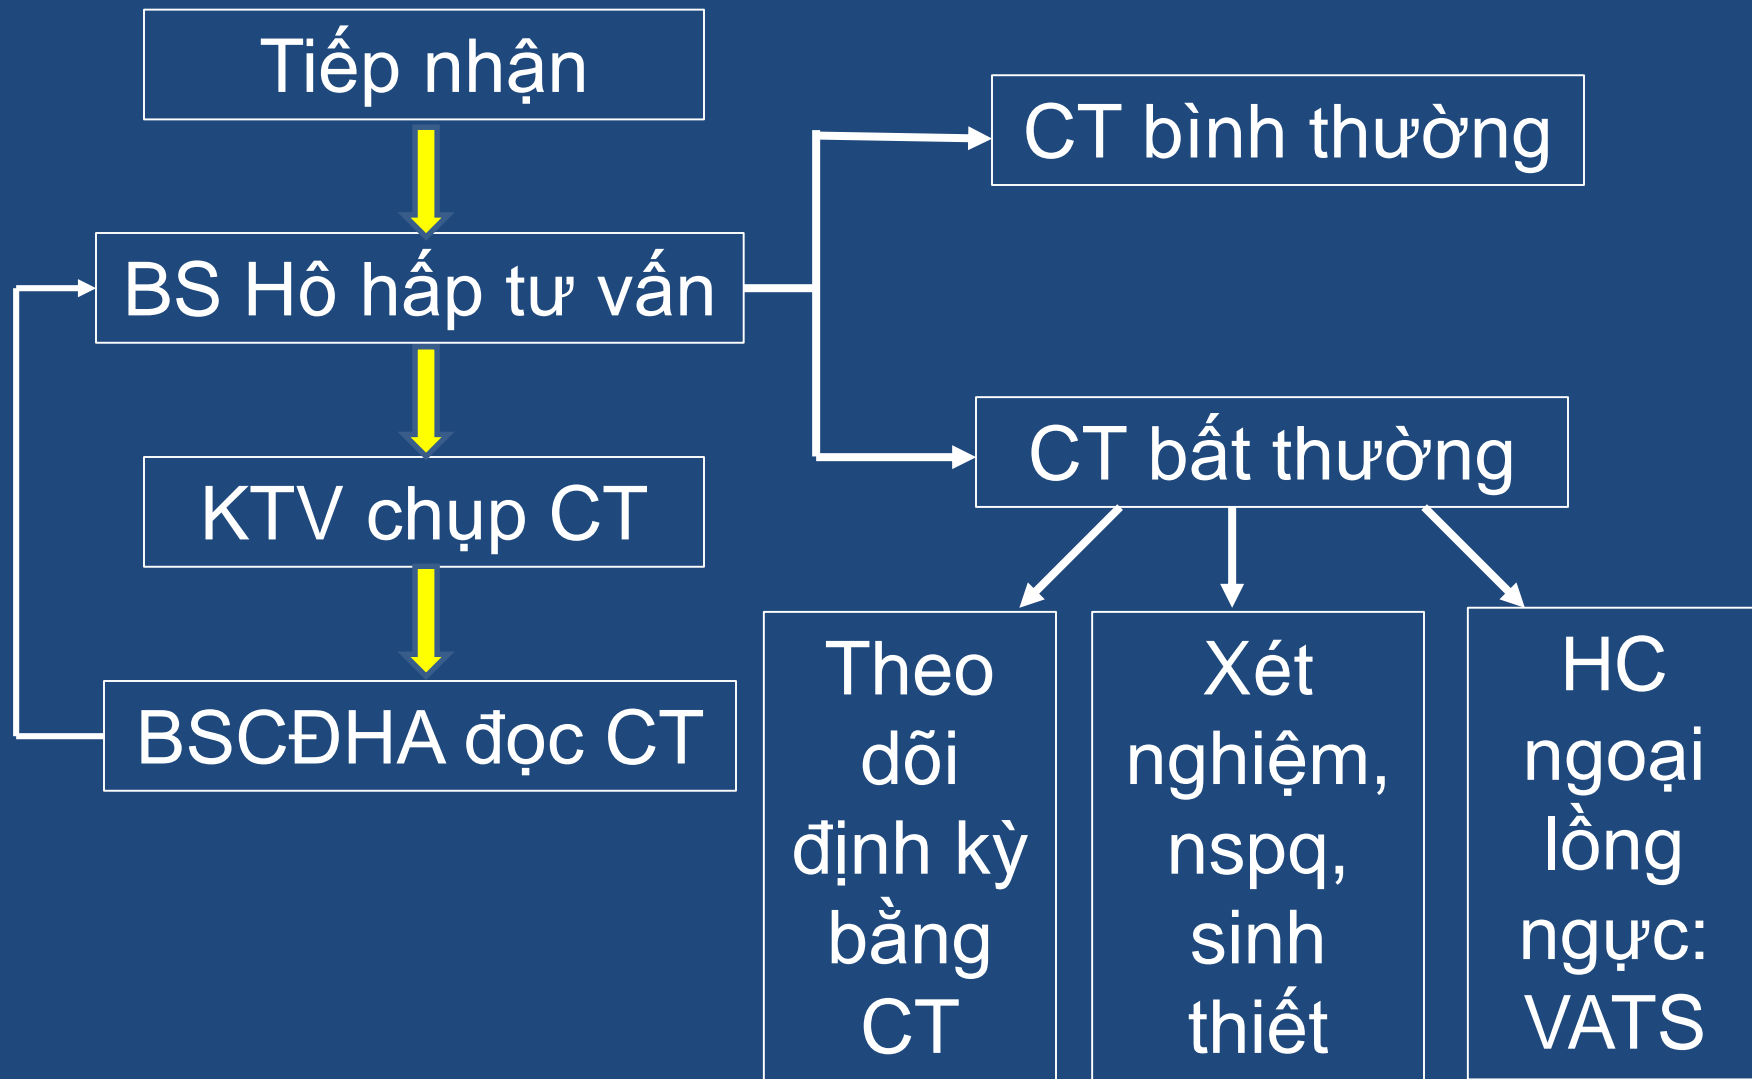 Tiếp nhận
BS Hô hấp tư vấn
KTV chụp CT
BSCĐHA đọc CT
CT bình thường
CT bất thường
Theo
dõi
định kỳ
bằng
CT
Xét
nghiệm,
nspq,
sinh
thiết
HC
ngoại
lồng
ngực:
VATS